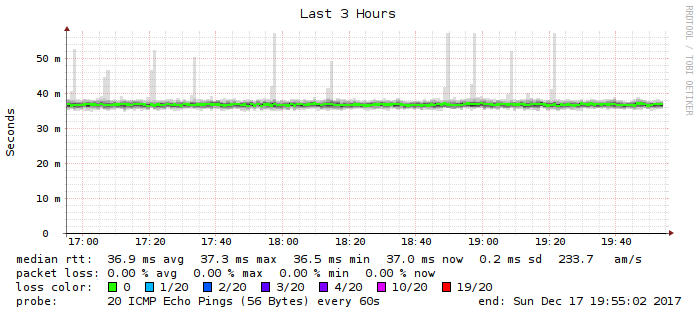 Last 3 Hours
RRDTOOL / TOBI OETIKER
Seconds
50 m
40 m
30 m
20 m
10 m
0
17:00 17:20 17:40 18:00 18:20 18:40 19:00 19:20 19:40
median rtt: 36.9 ms avg 37.3 ms max 36.5 ms min 37.0 ms now 0.2 ms sd 233.7 am/s
packet loss: 0.00 % avg 0.00 % max 0.00 % min 0.00 % now
loss color: 0 1/20 2/20 3/20 4/20 10/20 19/20
probe: 20 ICMP Echo Pings (56 Bytes) every 60s end: Sun Dec 17 19:55:02 2017